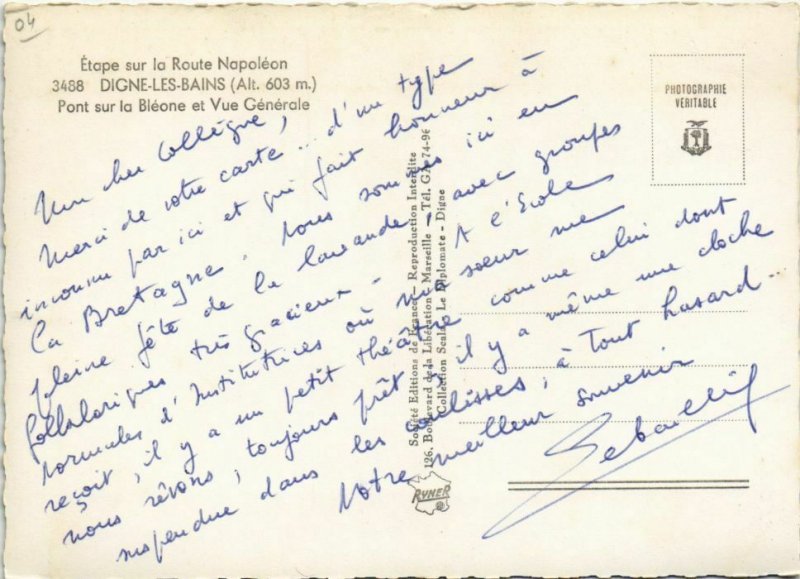 04
Étape sur la Route Napoléon
3488 DIGNE-LES-BAINS (Alt. 603 m.)
Pont sur la Bléone et Vue Générale
PHOTOGRAPHIE
VERITABLE
Mon cher Collègue,
Merci de votre carte... d'un type
inconnu par ici et qui fait honneur à
la Bretagne. Nous sommes ici en
pleine fête de la lavande, avec groupes
folkloriques très gracieux - A l'École
normale d'Institutrices où ma sœur me
reçoit, il y a un petit théâtre comme celui dont
nous rêvons, toujours prêt; il y a même une cloche
suspendue dans les coulisses, à tout hasard...
Votre meilleur souvenir
Société Editions de France - Reproduction Interdite
126, Boulevard de la Libération - Marseille - Tél. GA 74-96
Collection Scala, Le Diplomate - Digne
RYNER